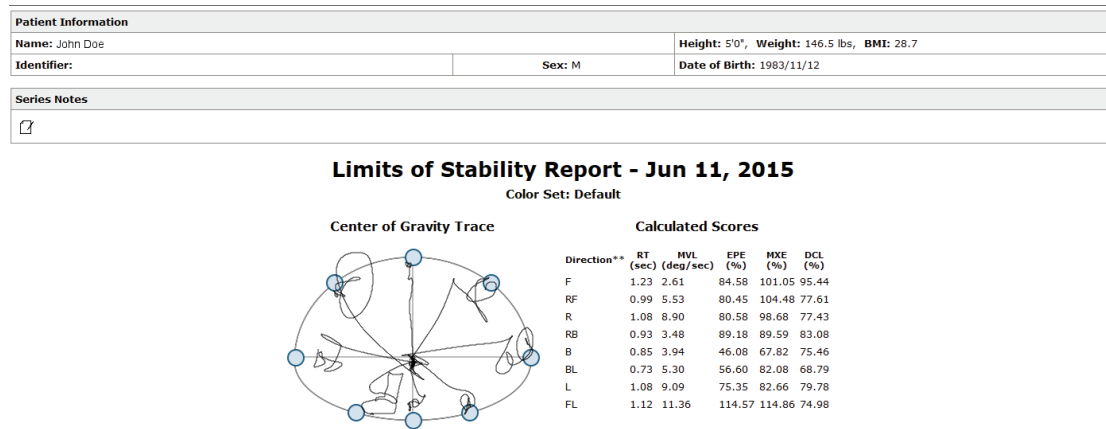 Patient Information
Name: John Doe Height: 5'0", Weight: 146.5 lbs, BMI: 28.7
Identifier: Sex: M Date of Birth: 1983/11/12
Series Notes
Limits of Stability Report - Jun 11, 2015
Color Set: Default
Center of Gravity Trace
Calculated Scores
Direction** RT (sec) MVL (deg/sec) EPE (%) MXE (%) DCL (%)
F 1.23 2.61 84.58 101.05 95.44
RF 0.99 5.53 80.45 104.48 77.61
R 1.08 8.90 80.58 98.68 77.43
RB 0.93 3.48 89.18 89.59 83.08
B 0.85 3.94 46.08 67.82 75.46
BL 0.73 5.30 56.60 82.08 68.79
L 1.08 9.09 75.35 82.66 79.78
FL 1.12 11.36 114.57 114.86 74.98